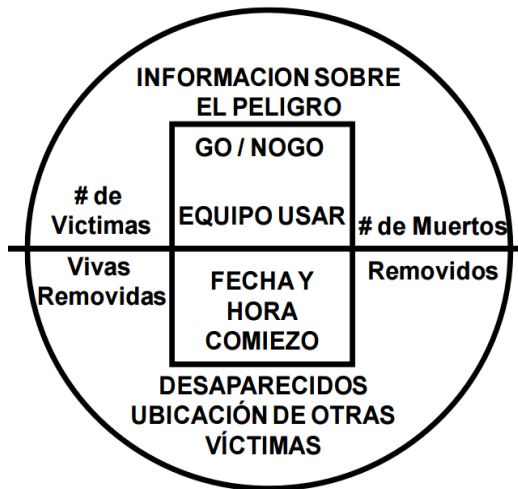 INFORMACION SOBRE
EL PELIGRO
GO / NOGO
EQUIPO USAR
# de
Victimas
Vivas
Removidas
# de Muertos
Removidos
FECHA Y
HORA
COMIEZO
DESAPARECIDOS
UBICACIÓN DE OTRAS
VÍCTIMAS